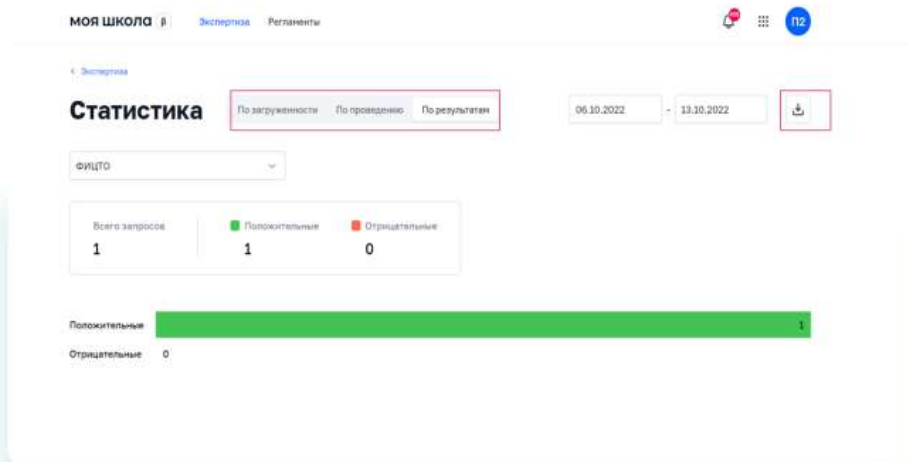 моя школа β Экспертиза Регламенты П2
< Экспертиза
Статистика По загруженности По проведению По результатам 06.10.2022 - 13.10.2022
ФИЦТО
Всего запросов Положительные Отрицательные
1 1 0
Положительные 1
Отрицательные 0